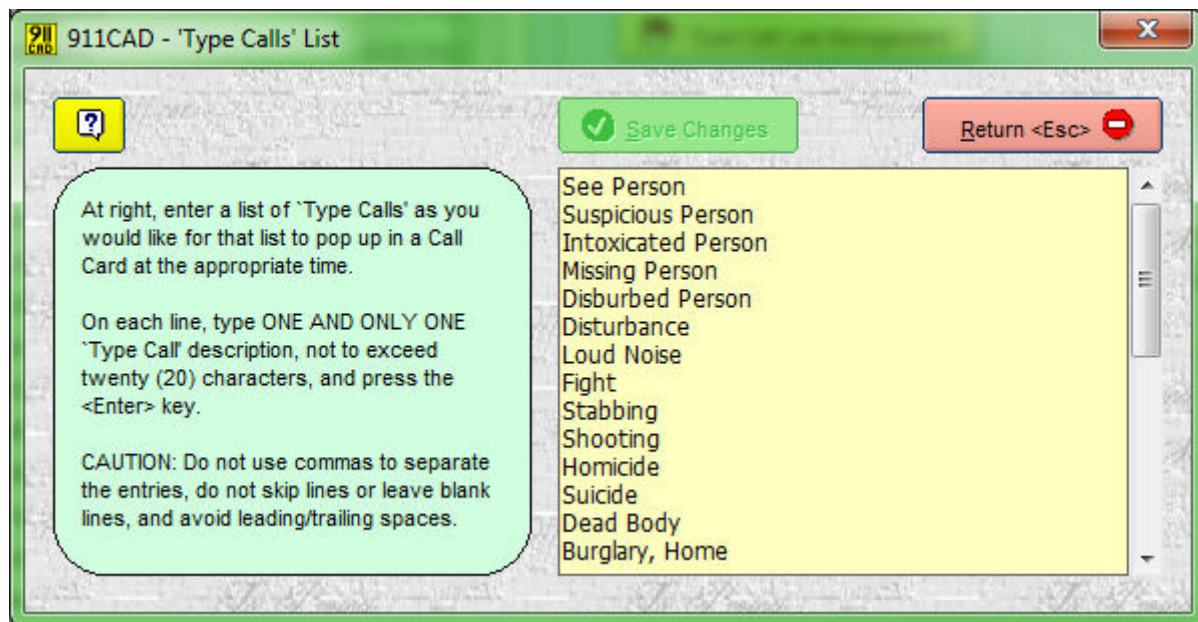 911 CAD
911CAD - 'Type Calls' List
Save Changes
Return <Esc>
At right, enter a list of `Type Calls' as you
would like for that list to pop up in a Call
Card at the appropriate time.
On each line, type ONE AND ONLY ONE
`Type Call' description, not to exceed
twenty (20) characters, and press the
<Enter> key.
CAUTION: Do not use commas to separate
the entries, do not skip lines or leave blank
lines, and avoid leading/trailing spaces.
See Person
Suspicious Person
Intoxicated Person
Missing Person
Disburbed Person
Disturbance
Loud Noise
Fight
Stabbing
Shooting
Homicide
Suicide
Dead Body
Burglary, Home